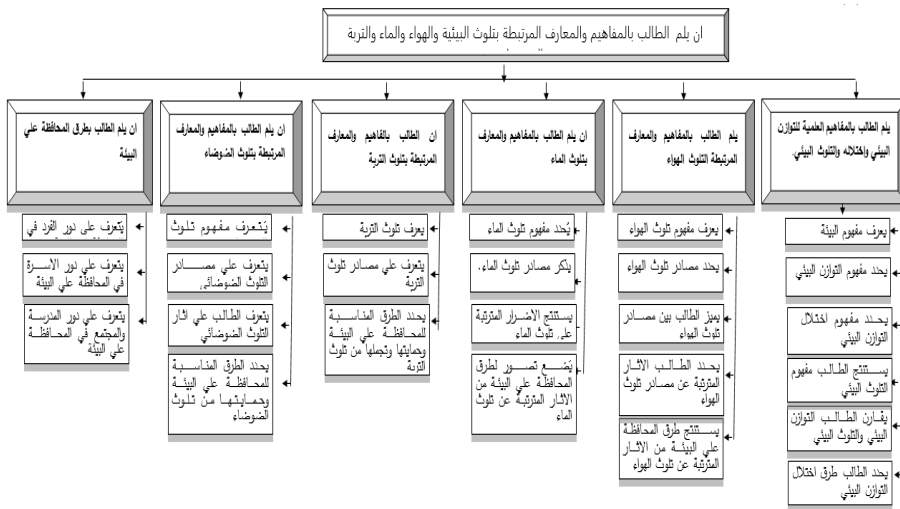 ان يلم الطالب بالمفاهيم والمعارف المرتبطة بتلوث البيئية والهواء والماء والتربة
يلم الطالب بالمفاهيم العلمية للتوازن
البيئي واختلاله والتلوث البيئي.
يعرف مفهوم البيئة
يحدد مفهوم التوازن البيئي
يحدد مفهوم اختلال
التوازن البيئي
يستنتج الطالب مفهوم
التلوث البيئي
يقارن الطالب التوازن
البيئي والتلوث البيئي
يحدد الطالب طرق اختلال
التوازن البيئي
يلم الطالب بالمفاهيم والمعارف
المرتبطة التلوث الهواء
يعرف مفهوم تلوث الهواء
يحدد مصادر تلوث الهواء
يميز الطالب بين مصادر
تلوث الهواء
يحدد الطالب الاثار
المترتبة عن مصادر تلوث
الهواء
يستنتج طرق المحافظة
علي البيئة من الاثار
المترتبة عن تلوث الهواء
ان يلم الطالب بالمفاهيم والمعارف
بتلوث الماء
يُحدد مفهوم تلوث الماء
يذكر مصادر تلوث الماء.
يستنتج الاضرار المترتبة
على تلوث الماء
يَضع تصور لطرق
المحافظة علي البيئة من
الاثار المترتبة عن تلوث
الماء
ان الطالب بالفاهيم والمعارف
المرتبطة بتلوث التربة
يعرف تلوث التربة
يتعرف علي مصادر تلوث
التربة
يحدد الطرق المناسبة
للمحافظة علي البيئة
وحمايتها وتجملها من تلوث
التربة
ان يلم الطالب بالمفاهيم والمعارف
المرتبطة بتلوث الضوضاء
يَتعرف مفهوم تلوث
يتعرف علي مصادر
التلوث الضوضائي
يتعرف الطالب علي اثار
التلوث الضوضائي
يحدد الطرق المناسبة
للمحافظة علي البيئة
وحمايتها من تلوث
الضوضاء
ان يلم الطالب بطرق المحافظة علي
البيئة
يَتعرف على دور الفرد في
يتعرف علي دور الاسرة
في المحافظة علي البيئة
يتعرف علي دور المدرسة
والمجتمع في المحافظة
علي البيئة